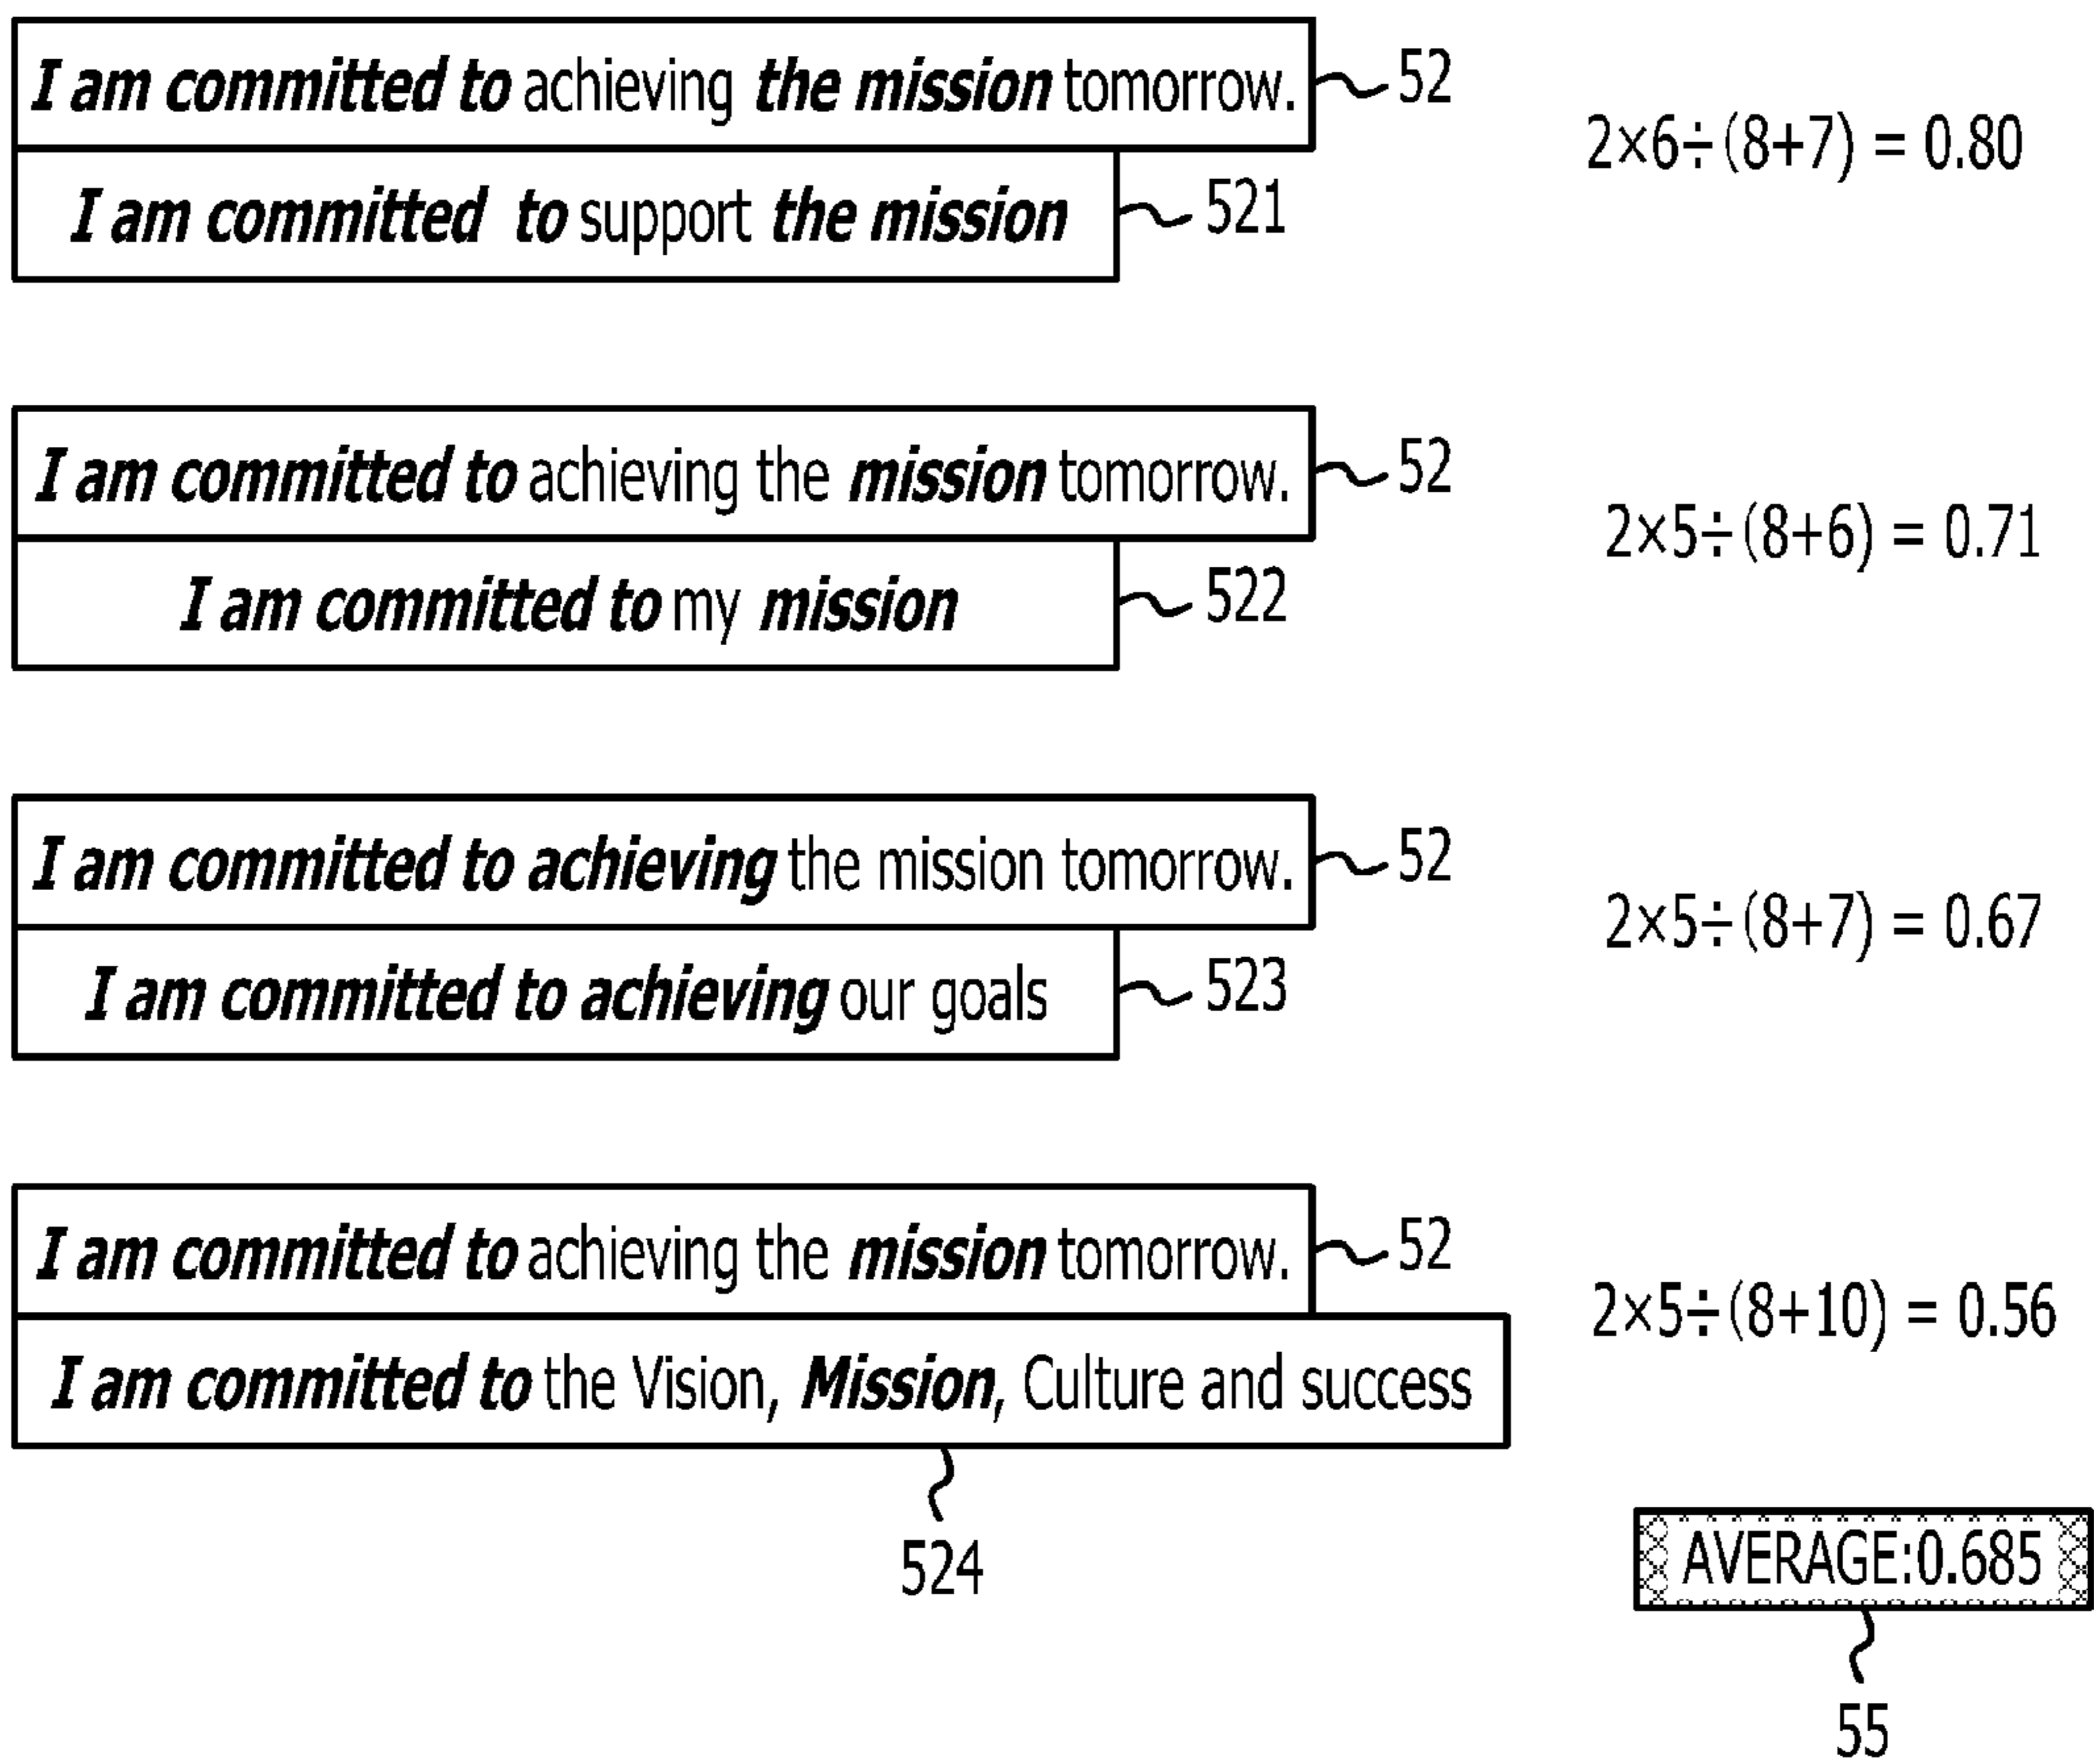 I am committed to achieving the mission tomorrow. 52
2×6÷(8+7) = 0.80
I am committed to support the mission 521
I am committed to achieving the mission tomorrow. 52
2×5÷(8+6) = 0.71
I am committed to my mission 522
I am committed to achieving the mission tomorrow. 52
2×5÷(8+7) = 0.67
I am committed to achieving our goals 523
I am committed to achieving the mission tomorrow. 52
2×5÷(8+10) = 0.56
I am committed to the Vision, Mission, Culture and success
524
AVERAGE:0.685
55